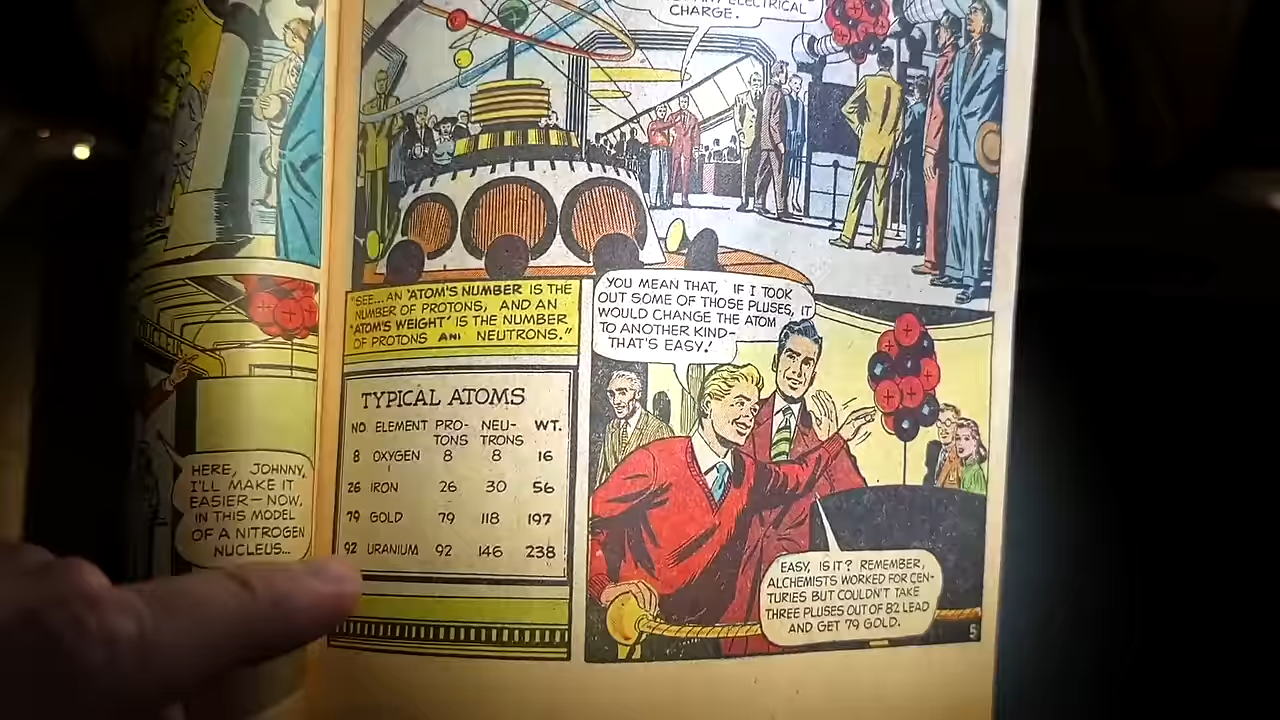 HERE, JOHNNY,
I'LL MAKE IT
EASIER—NOW,
IN THIS MODEL
OF A NITROGEN
NUCLEUS...
ELECTRICAL
CHARGE.
"SEE...AN 'ATOM'S NUMBER IS THE
NUMBER OF PROTONS, AND AN
'ATOM'S WEIGHT' IS THE NUMBER
OF PROTONS AND NEUTRONS."
TYPICAL ATOMS
NO. ELEMENT PRO- NEU- WT.
TONS TRONS
8 OXYGEN 8 8 16
26 IRON 26 30 56
79 GOLD 79 118 197
92 URANIUM 92 146 238
YOU MEAN THAT, IF I TOOK
OUT SOME OF THOSE PLUSES, IT
WOULD CHANGE THE ATOM
TO ANOTHER KIND—
THAT'S EASY!
EASY, IS IT? REMEMBER,
ALCHEMISTS WORKED FOR CEN-
TURIES BUT COULDN'T TAKE
THREE PLUSES OUT OF 82 LEAD
AND GET 79 GOLD.
5